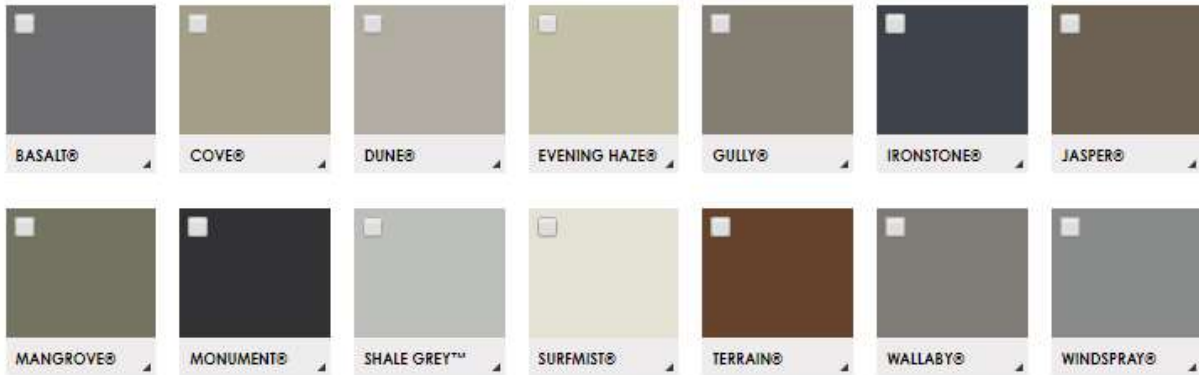 BASALT® COVE® DUNE® EVENING HAZE® GULLY® IRONSTONE® JASPER®
MANGROVE® MONUMENT® SHALE GREY™ SURFMIST® TERRAIN® WALLABY® WINDSPRAY®